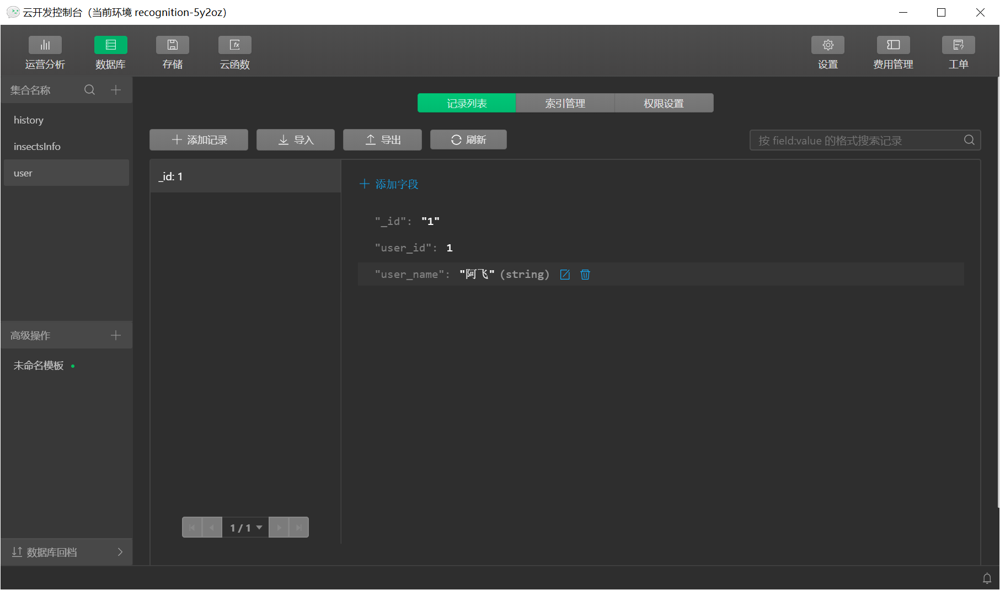 云开发控制台（当前环境 recognition-5y2oz）
运营分析 数据库 存储 云函数 设置 费用管理 工单
集合名称
history
insectsInfo
user
高级操作
未命名模板
数据库回档
记录列表 索引管理 权限设置
添加记录 导入 导出 刷新 按 field:value 的格式搜索记录
_id: 1
添加字段
"_id": "1"
"user_id": 1
"user_name": "阿飞" (string)
1 / 1